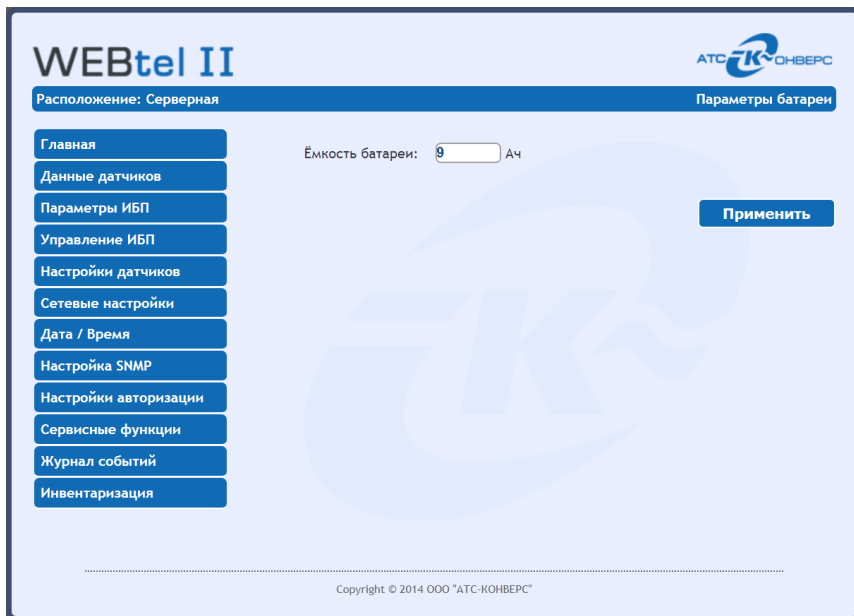 WEBtel II
АТС К ОНВЕРС
Расположение: Серверная
Параметры батареи
Главная
Данные датчиков
Параметры ИБП
Управление ИБП
Настройки датчиков
Сетевые настройки
Дата / Время
Настройка SNMP
Настройки авторизации
Сервисные функции
Журнал событий
Инвентаризация
Ёмкость батареи: 9 Ач
Применить
Copyright © 2014 ООО "АТС-КОНВЕРС"